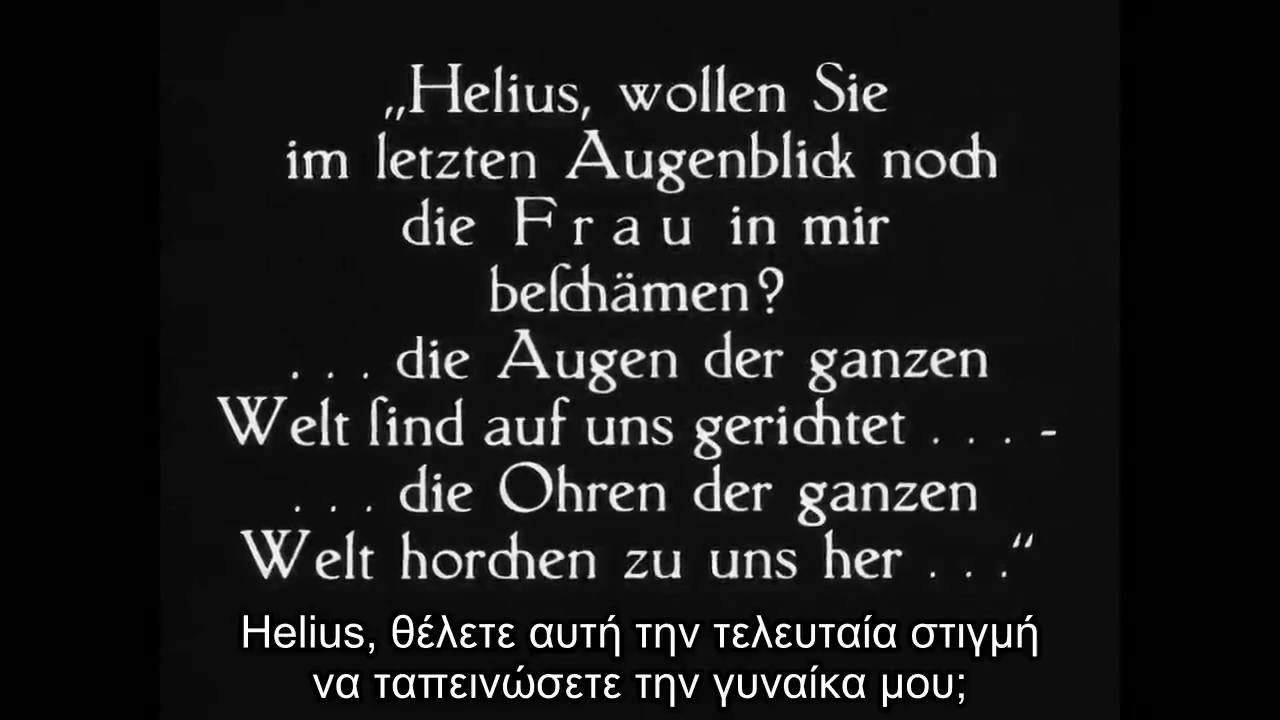 „Helius, wollen Sie
im letzten Augenblick noch
die F r a u in mir
beſchämen?
. . . die Augen der ganzen
Welt ſind auf uns gerichtet . . . -
. . . die Ohren der ganzen
Welt horchen zu uns her . . .“
Helius, θέλετε αυτή την τελευταία στιγμή
να ταπεινώσετε την γυναίκα μου;